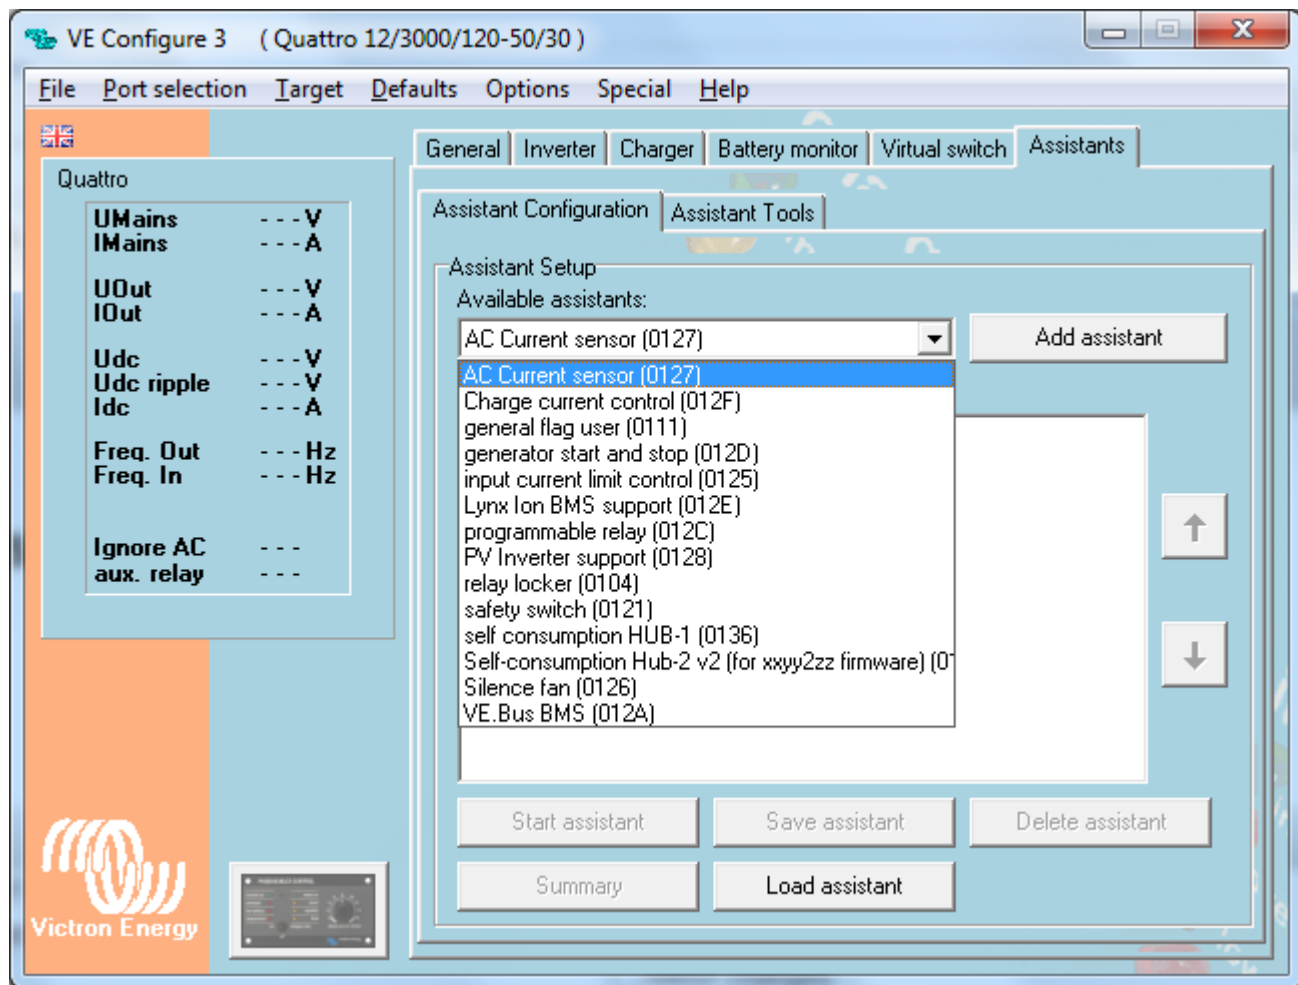 VE Configure 3 ( Quattro 12/3000/120-50/30 )
File Port selection Target Defaults Options Special Help
General Inverter Charger Battery monitor Virtual switch Assistants
Quattro
UMains - - - V
IMains - - - A
UOut - - - V
IOut - - - A
Udc - - - V
Udc ripple - - - V
Idc - - - A
Freq. Out - - - Hz
Freq. In - - - Hz
Ignore AC - - -
aux. relay - - -
Victron Energy
Assistant Configuration Assistant Tools
Assistant Setup
Available assistants:
AC Current sensor (0127) Add assistant
AC Current sensor (0127)
Charge current control (012F)
general flag user (0111)
generator start and stop (012D)
input current limit control (0125)
Lynx Ion BMS support (012E)
programmable relay (012C)
PV Inverter support (0128)
relay locker (0104)
safety switch (0121)
self consumption HUB-1 (0136)
Self-consumption Hub-2 v2 (for xxyy2zz firmware) (0
Silence fan (0126)
VE.Bus BMS (012A)
Start assistant Save assistant Delete assistant
Summary Load assistant